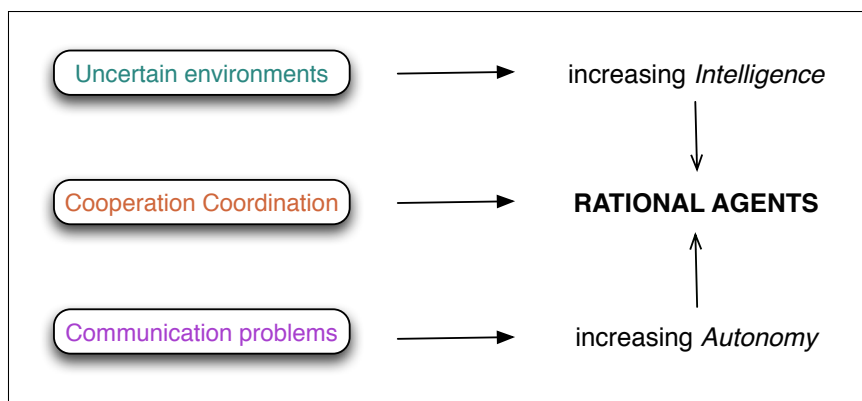 Uncertain environments
increasing Intelligence
Cooperation Coordination
RATIONAL AGENTS
Communication problems
increasing Autonomy